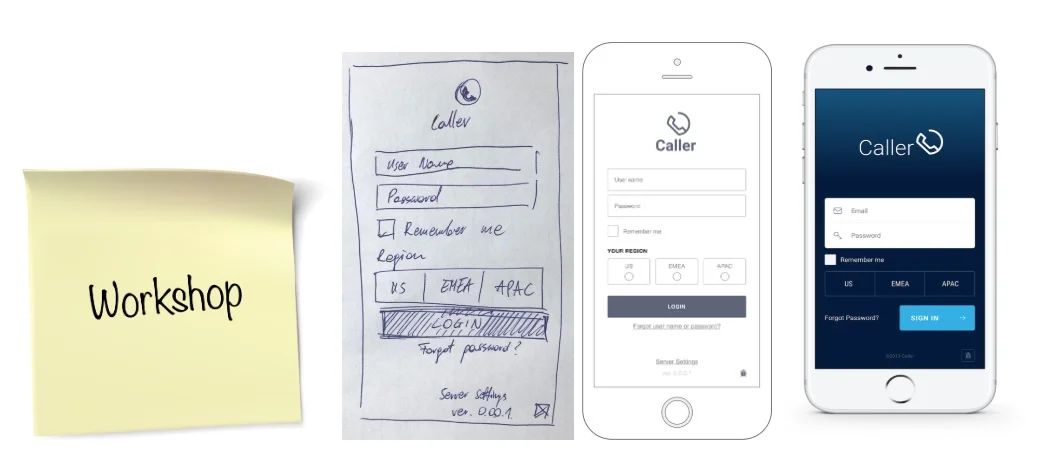 Workshop
Caller
User Name
Password
Remember me
Region
US EMEA APAC
LOGIN
Forgot password?
Server settings
ver. 0.00.1.
Caller
User name
Password
Remember me
YOUR REGION
US EMEA APAC
LOGIN
Forgot user name or password?
Server Settings
ver. 0.0.0.1
Caller
Email
Password
Remember me
US EMEA APAC
Forgot Password? SIGN IN →